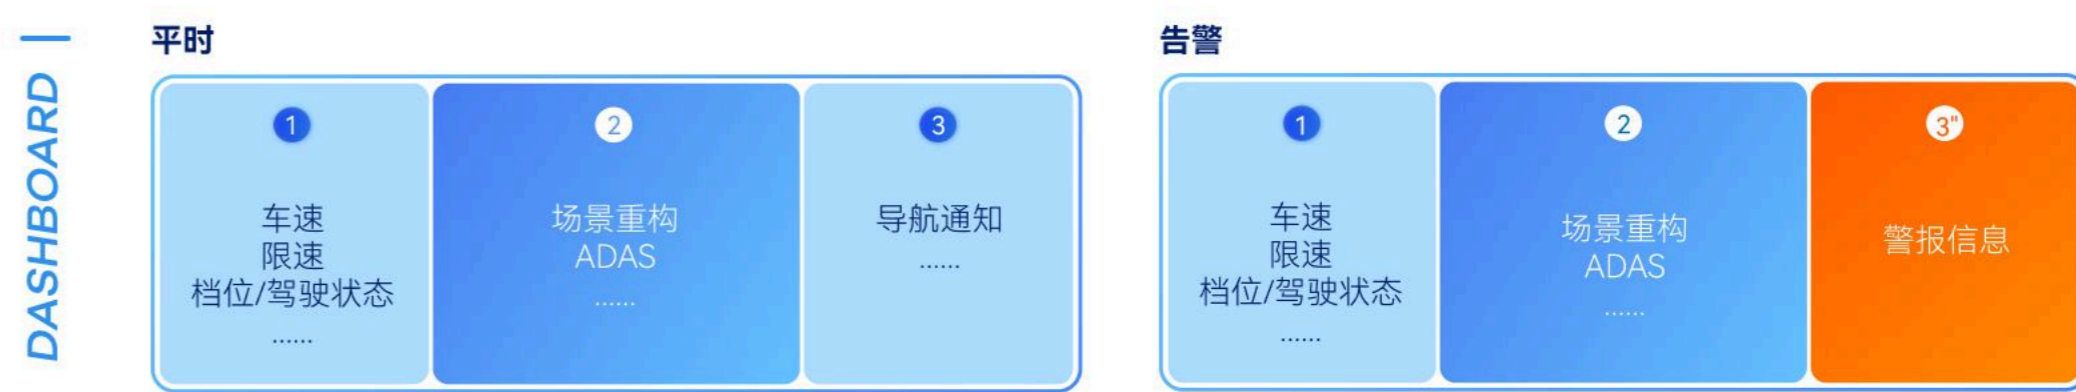 DASHBOARD
平时
1
车速
限速
档位/驾驶状态
......
2
场景重构
ADAS
......
3
导航通知
......
告警
1
车速
限速
档位/驾驶状态
......
2
场景重构
ADAS
......
3"
警报信息